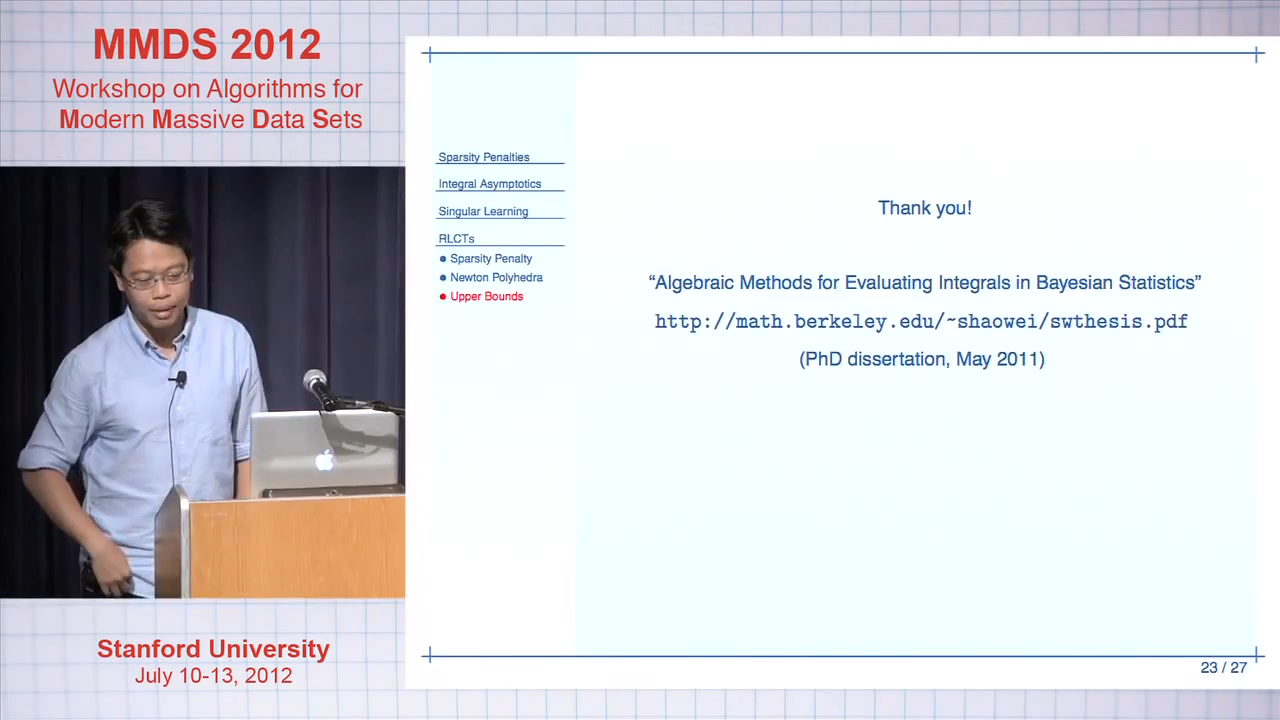 MMDS 2012
Workshop on Algorithms for
Modern Massive Data Sets
Sparsity Penalties
Integral Asymptotics
Singular Learning
RLCTs
Sparsity Penalty
Newton Polyhedra
Upper Bounds
Thank you!
“Algebraic Methods for Evaluating Integrals in Bayesian Statistics”
http://math.berkeley.edu/~shaowei/swthesis.pdf
(PhD dissertation, May 2011)
23 / 27
Stanford University
July 10-13, 2012